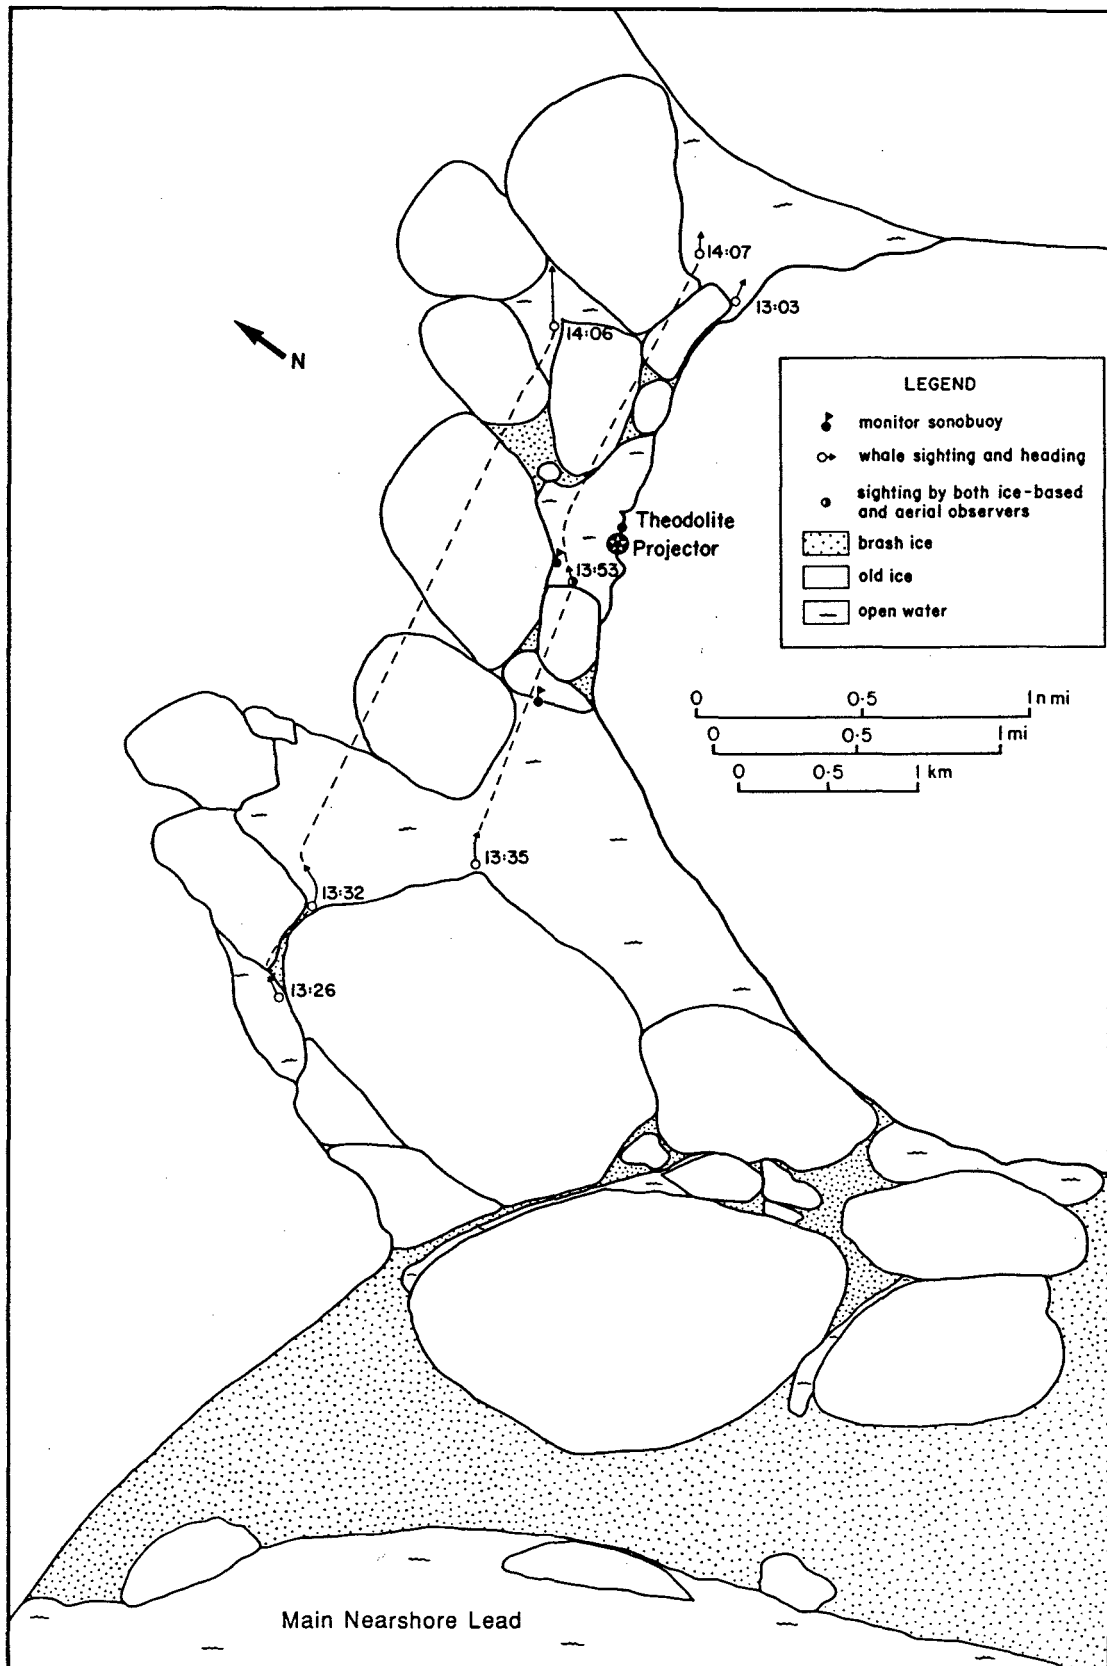 14:07
13:03
14:06
N
LEGEND
monitor sonobuoy
whale sighting and heading
sighting by both ice-based
and aerial observers
brash ice
old ice
open water
Theodolite
Projector
13:53
0 0·5 1 n mi
0 0·5 1 mi
0 0·5 1 km
13:35
13:32
13:26
Main Nearshore Lead